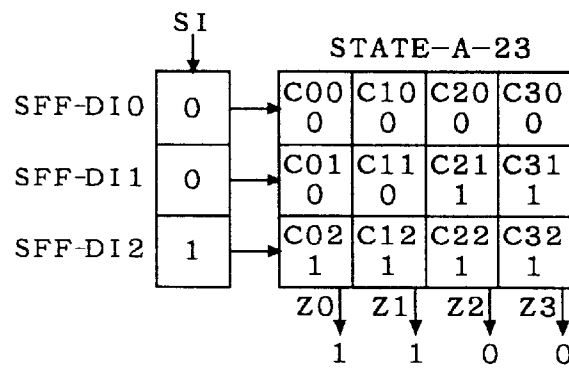 SI
STATE-A-23
SFF-DI0 0 C00 C10 C20 C30
0 0 0 0
SFF-DI1 0 C01 C11 C21 C31
0 0 1 1
SFF-DI2 1 C02 C12 C22 C32
1 1 1 1
Z0 Z1 Z2 Z3
1 1 0 0